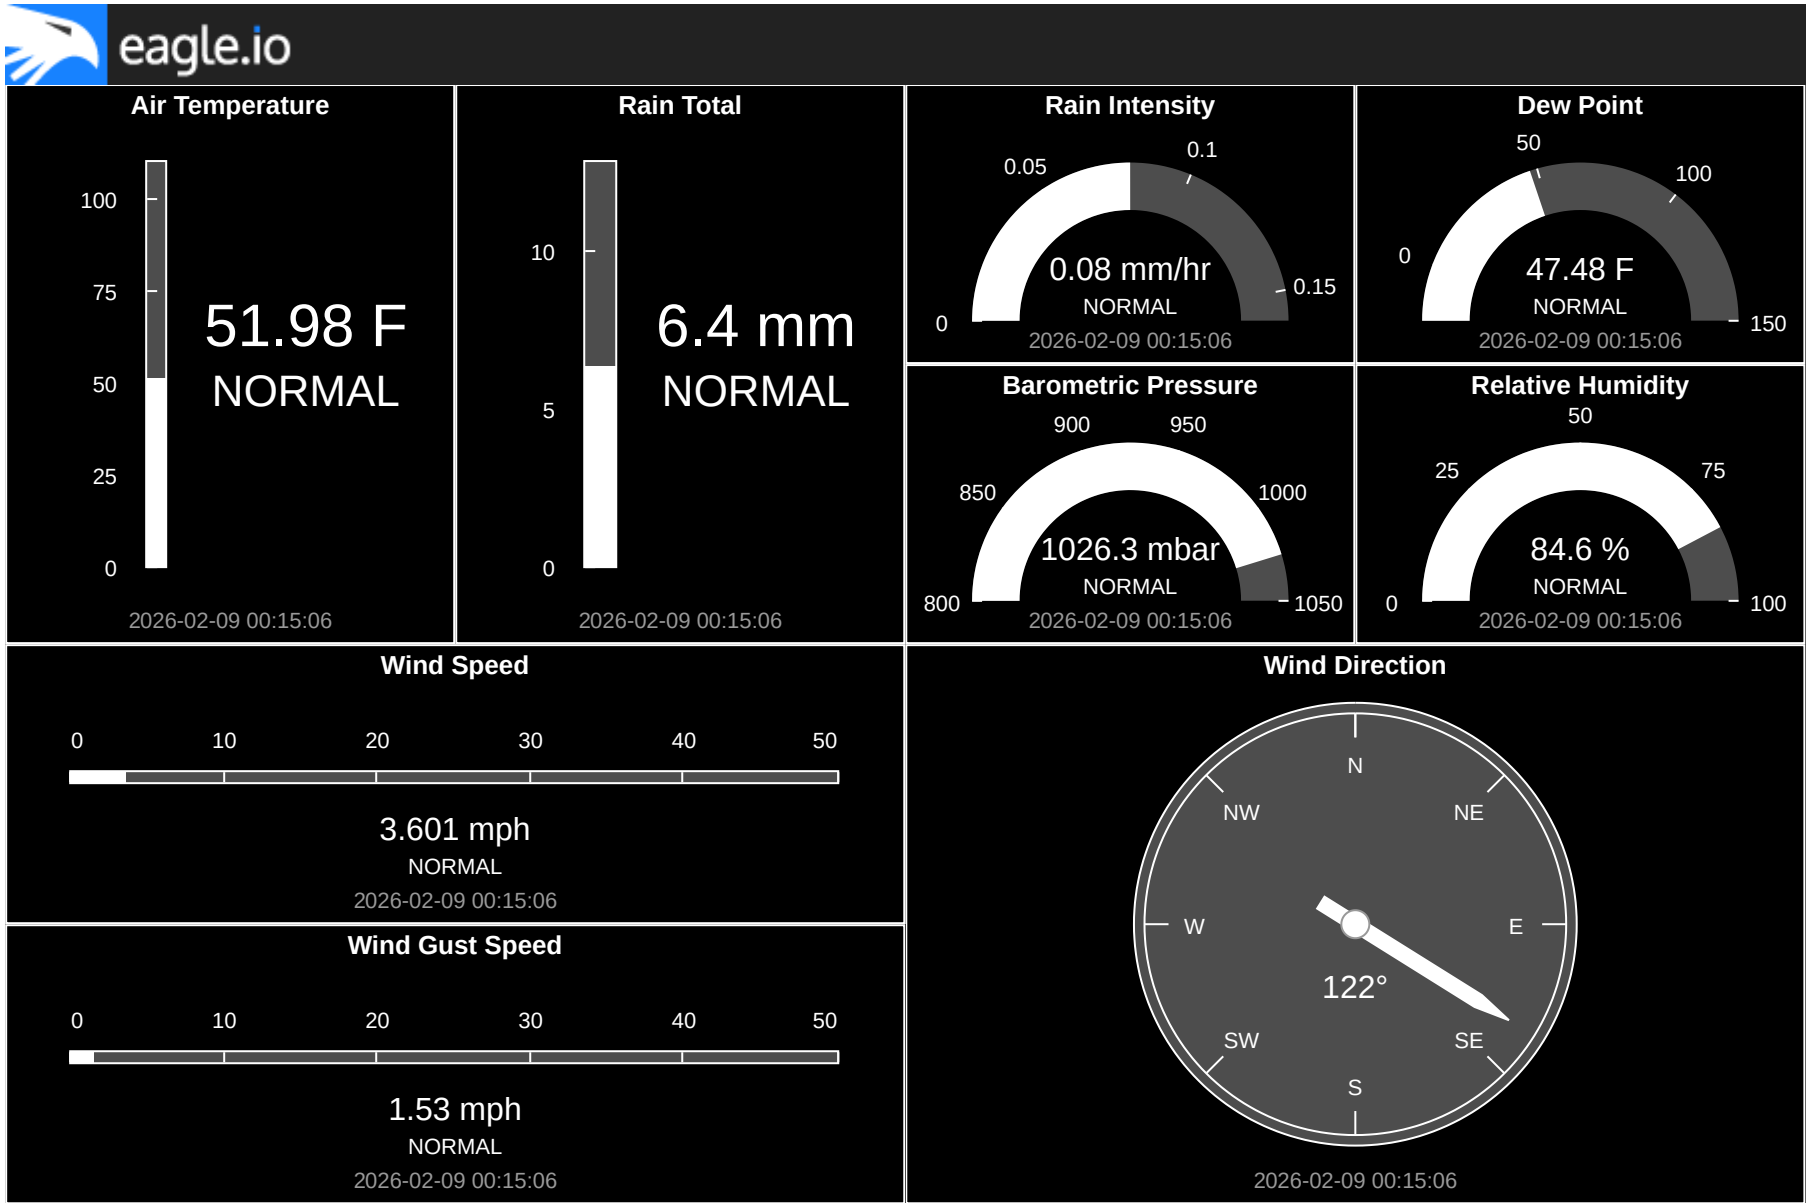 eagle.io
Air Temperature
100
75
50
25
0
51.98 F
NORMAL
2026-02-09 00:15:06
Rain Total
10
5
0
6.4 mm
NORMAL
2026-02-09 00:15:06
Rain Intensity
0
0.05
0.1
0.15
0.08 mm/hr
NORMAL
2026-02-09 00:15:06
Dew Point
0
50
100
150
47.48 F
NORMAL
2026-02-09 00:15:06
Barometric Pressure
800
850
900
950
1000
1050
1026.3 mbar
NORMAL
2026-02-09 00:15:06
Relative Humidity
0
25
50
75
100
84.6 %
NORMAL
2026-02-09 00:15:06
Wind Speed
0 10 20 30 40 50
3.601 mph
NORMAL
2026-02-09 00:15:06
Wind Gust Speed
0 10 20 30 40 50
1.53 mph
NORMAL
2026-02-09 00:15:06
Wind Direction
N
NW NE
W E
122°
SW SE
S
2026-02-09 00:15:06